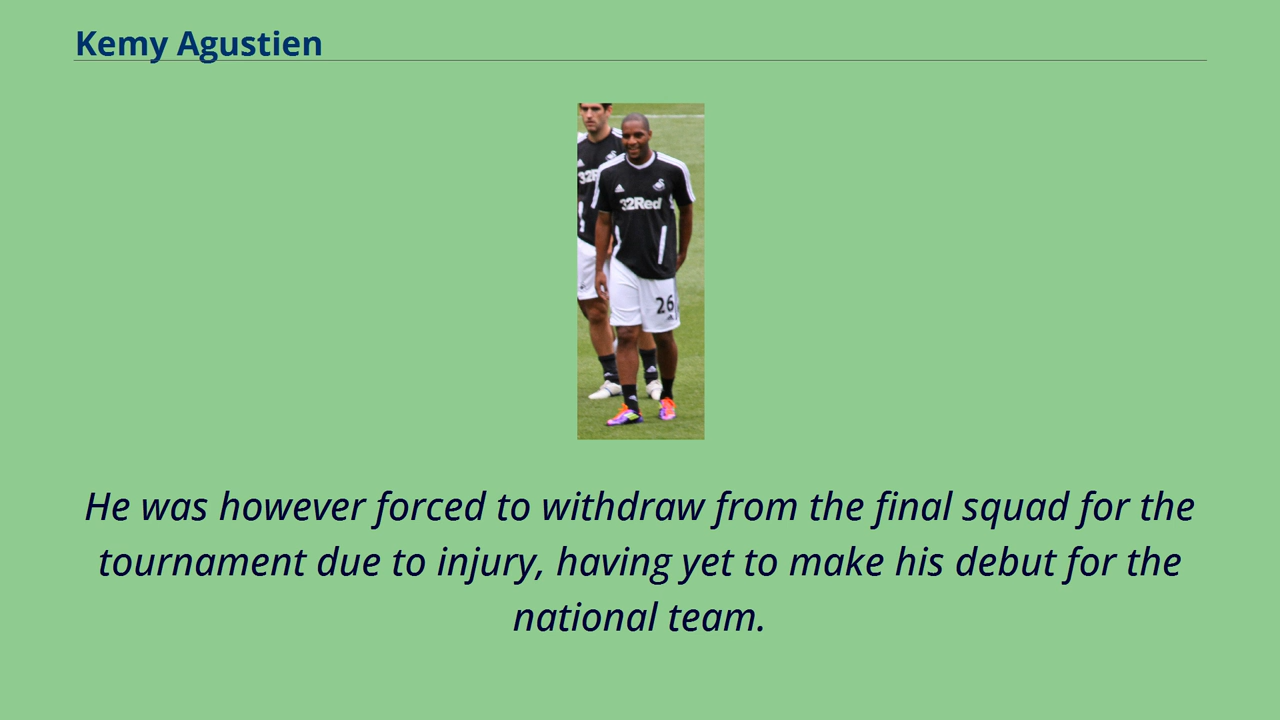 Kemy Agustien
32Red
26
He was however forced to withdraw from the final squad for the
tournament due to injury, having yet to make his debut for the
national team.